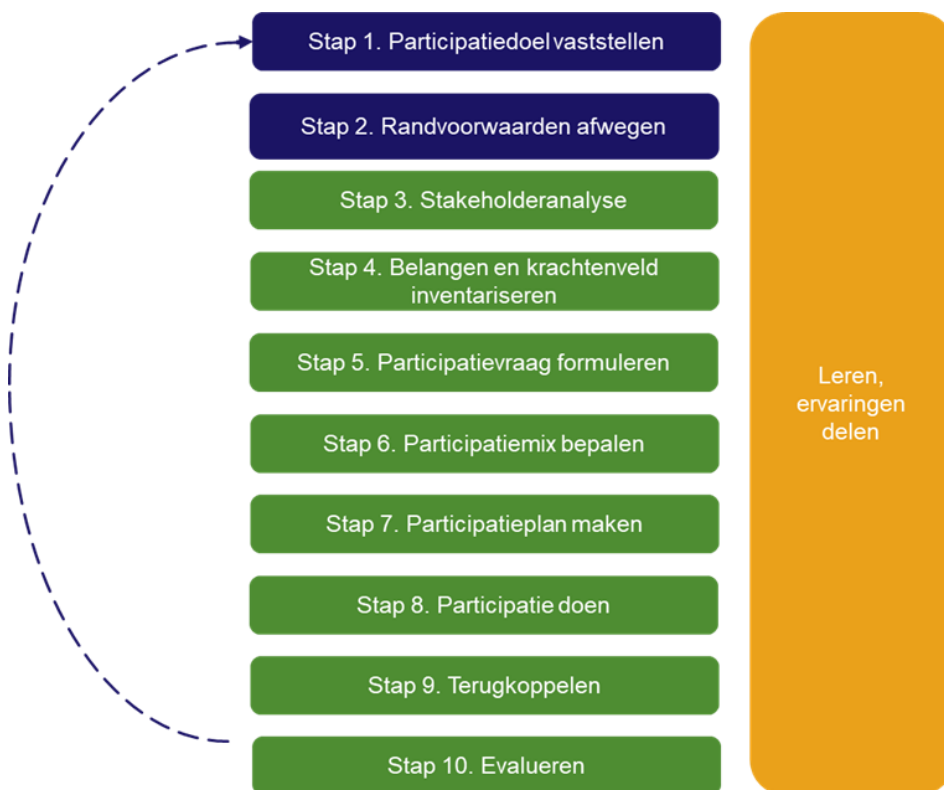 Stap 1. Participatiedoel vaststellen
Stap 2. Randvoorwaarden afwegen
Stap 3. Stakeholderanalyse
Stap 4. Belangen en krachtenveld
inventariseren
Stap 5. Participatievraag formuleren
Stap 6. Participatiemix bepalen
Stap 7. Participatieplan maken
Stap 8. Participatie doen
Stap 9. Terugkoppelen
Stap 10. Evalueren
Leren,
ervaringen
delen